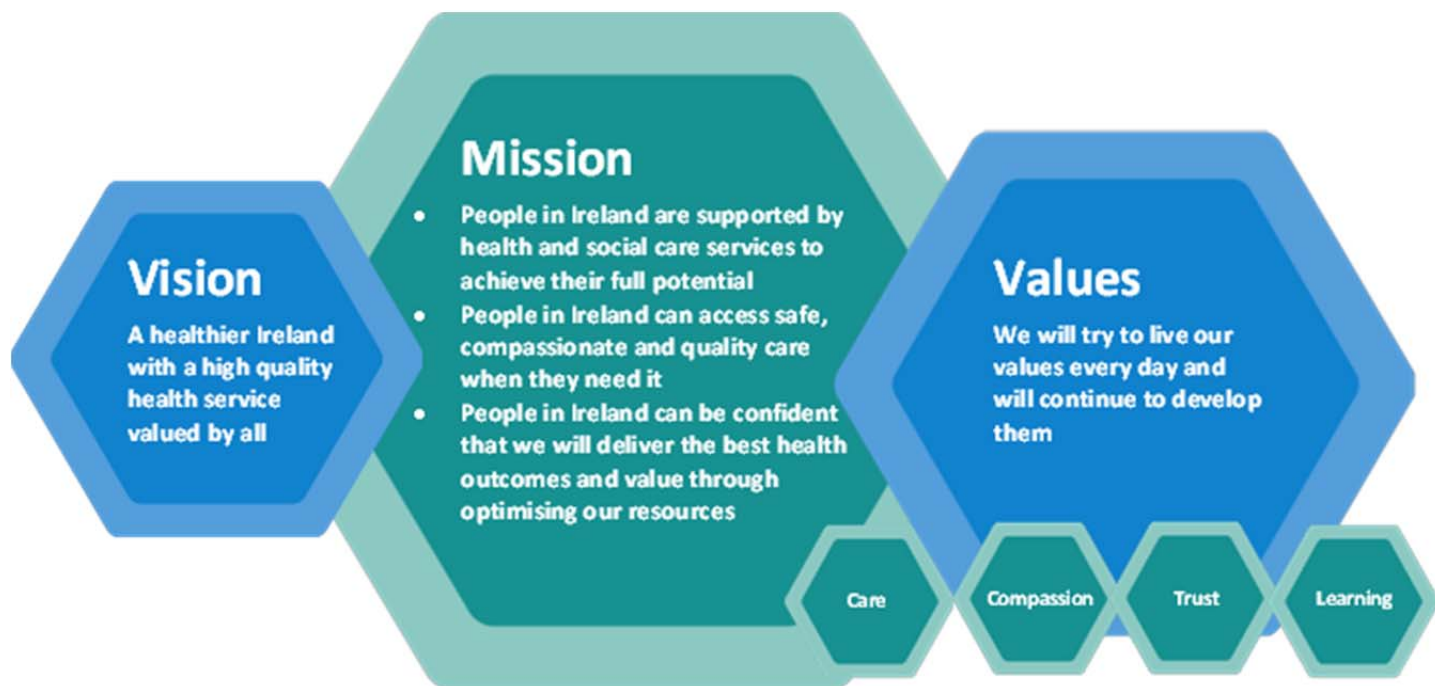 Vision
A healthier Ireland
with a high quality
health service
valued by all
Mission
• People in Ireland are supported by
health and social care services to
achieve their full potential
• People in Ireland can access safe,
compassionate and quality care
when they need it
• People in Ireland can be confident
that we will deliver the best health
outcomes and value through
optimising our resources
Values
We will try to live our
values every day and
will continue to develop
them
Care
Compassion
Trust
Learning